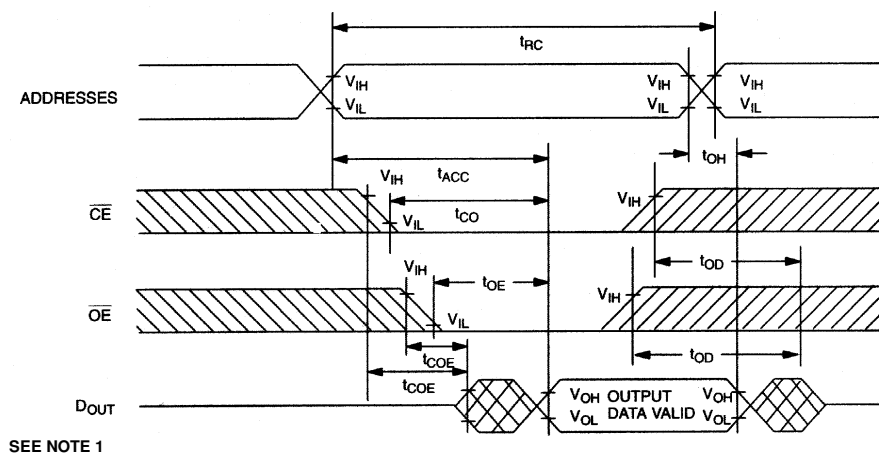 tRC
ADDRESSES
VIH
VIL
VIH
VIL
VIH
VIL
tOH
tACC
VIH
VIH
CE
tCO
VIL
tOD
VIH
tOE
VIH
OE
VIL
tCOE
tOD
tCOE
DOUT
VOH OUTPUT VOH
VOL DATA VALID VOL
SEE NOTE 1